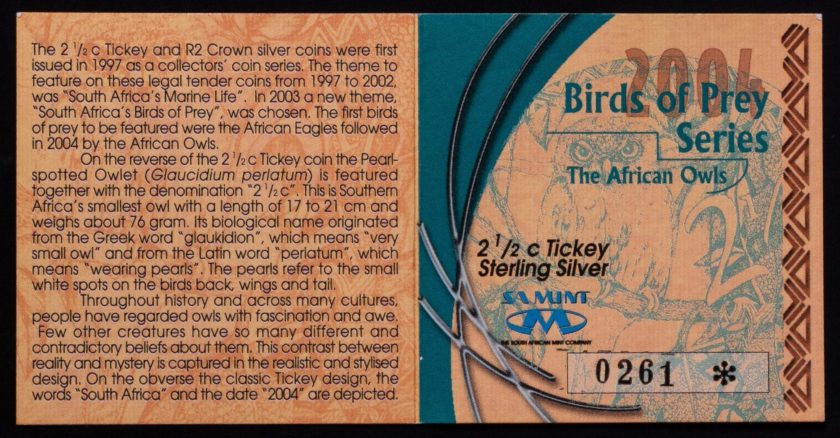 The 2 1/2 c Tickey and R2 Crown silver coins were first
issued in 1997 as a collectors' coin series. The theme to
feature on these legal tender coins from 1997 to 2002,
was "South Africa's Marine Life". In 2003 a new theme,
"South Africa's Birds of Prey", was chosen. The first birds
of prey to be featured were the African Eagles followed
in 2004 by the African Owls.
On the reverse of the 2 1/2 c Tickey coin the Pearl-
spotted Owlet (Glaucidium perlatum) is featured
together with the denomination "2 1/2 c". This is Southern
Africa's smallest owl with a length of 17 to 21 cm and
weighs about 76 gram. Its biological name originated
from the Greek word "glaukidion", which means "very
small owl" and from the Latin word "perlatum", which
means "wearing pearls". The pearls refer to the small
white spots on the birds back, wings and tail.
Throughout history and across many cultures,
people have regarded owls with fascination and awe.
Few other creatures have so many different and
contradictory beliefs about them. This contrast between
reality and mystery is captured in the realistic and stylised
design. On the obverse the classic Tickey design, the
words "South Africa" and the date "2004" are depicted.
2004
Birds of Prey
Series
The African Owls
2 1/2 c Tickey
Sterling Silver
SA MINT
THE SOUTH AFRICAN MINT COMPANY
0261 *